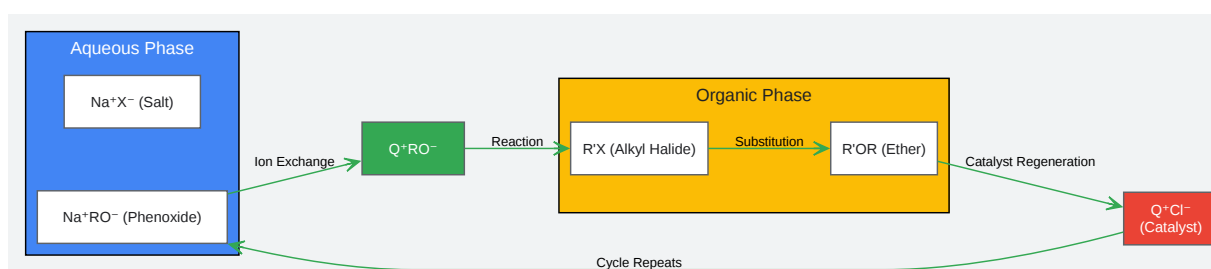 Aqueous Phase
Na⁺X⁻ (Salt)
Na⁺RO⁻ (Phenoxide)
Ion Exchange
Q⁺RO⁻
Reaction
Organic Phase
R'X (Alkyl Halide)
Substitution
R'OR (Ether)
Catalyst Regeneration
Q⁺Cl⁻
(Catalyst)
Cycle Repeats